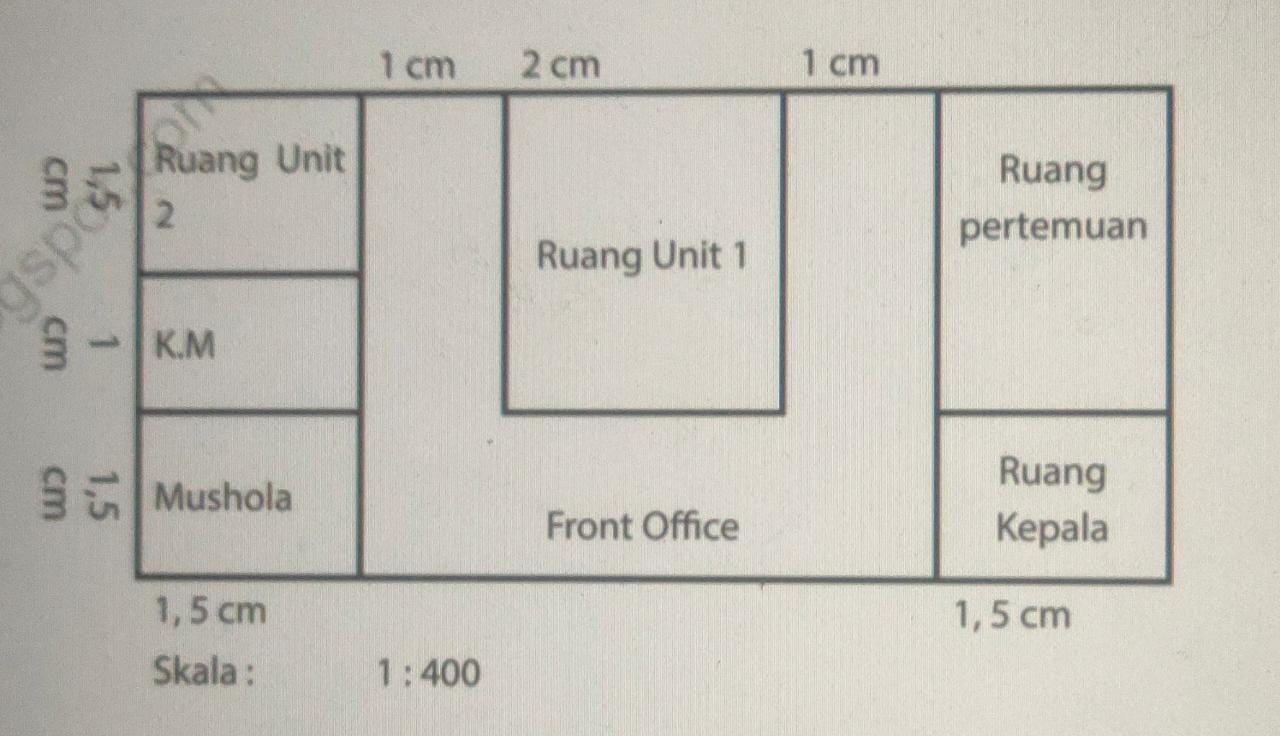 1 cm 2 cm 1 cm
1,5
cm
Ruang Unit
2
Ruang Unit 1
Ruang
pertemuan
1
cm
K.M
1,5
cm
Mushola
Front Office
Ruang
Kepala
1, 5 cm 1, 5 cm
Skala : 1 : 400